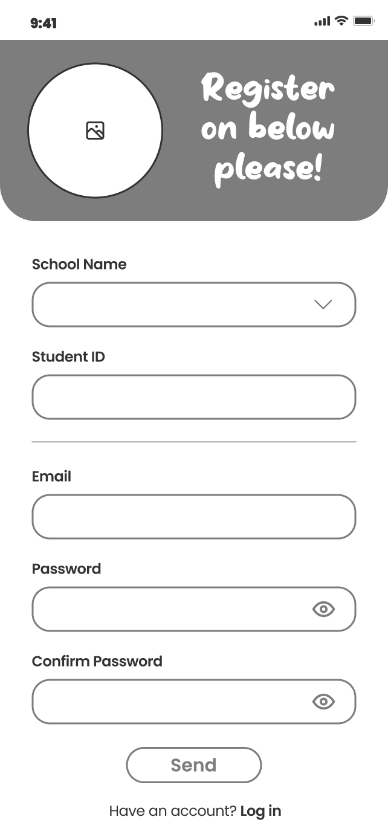 9:41
Register
on below
please!
School Name
Student ID
Email
Password
Confirm Password
Send
Have an account? Log in